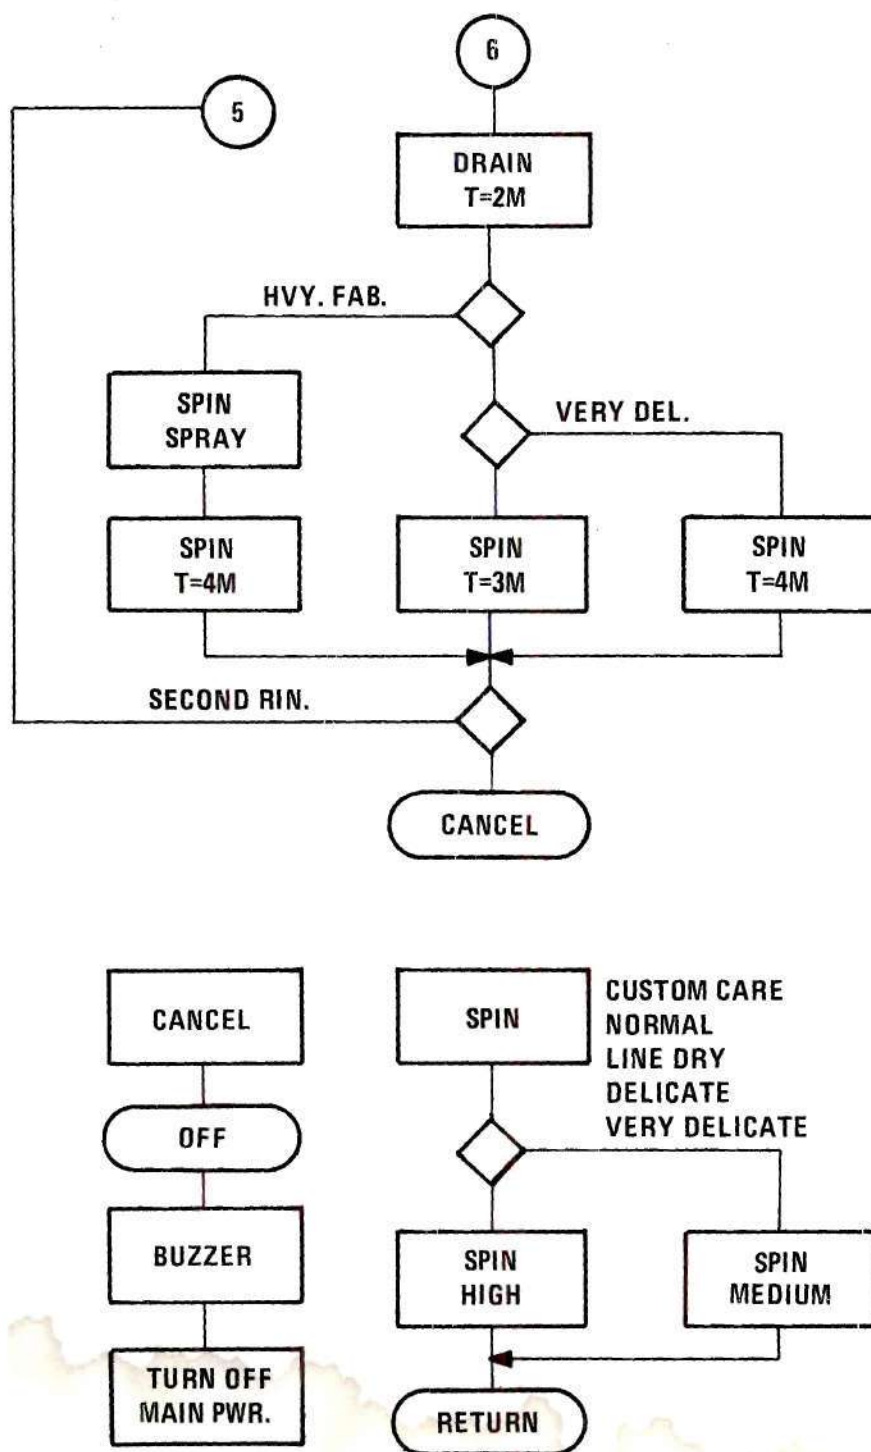 6
5
DRAIN
T=2M
HVY. FAB.
SPIN
SPRAY
VERY DEL.
SPIN
T=4M
SPIN
T=3M
SPIN
T=4M
SECOND RIN.
CANCEL
CANCEL
OFF
BUZZER
TURN OFF
MAIN PWR.
SPIN
CUSTOM CARE
NORMAL
LINE DRY
DELICATE
VERY DELICATE
SPIN
HIGH
SPIN
MEDIUM
RETURN